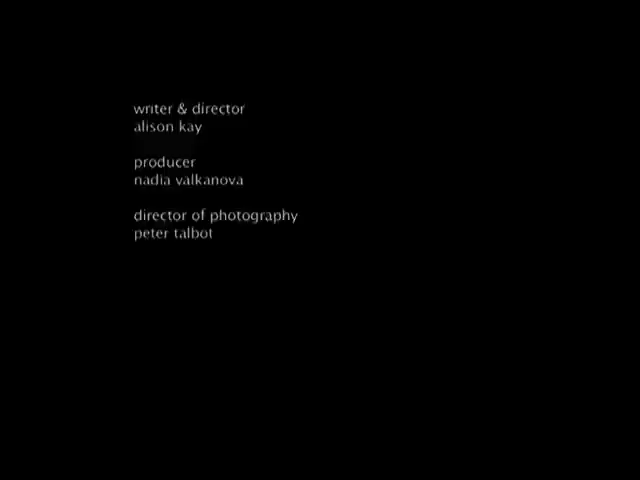 writer & director
alison kay
producer
nadia valkanova
director of photography
peter talbot